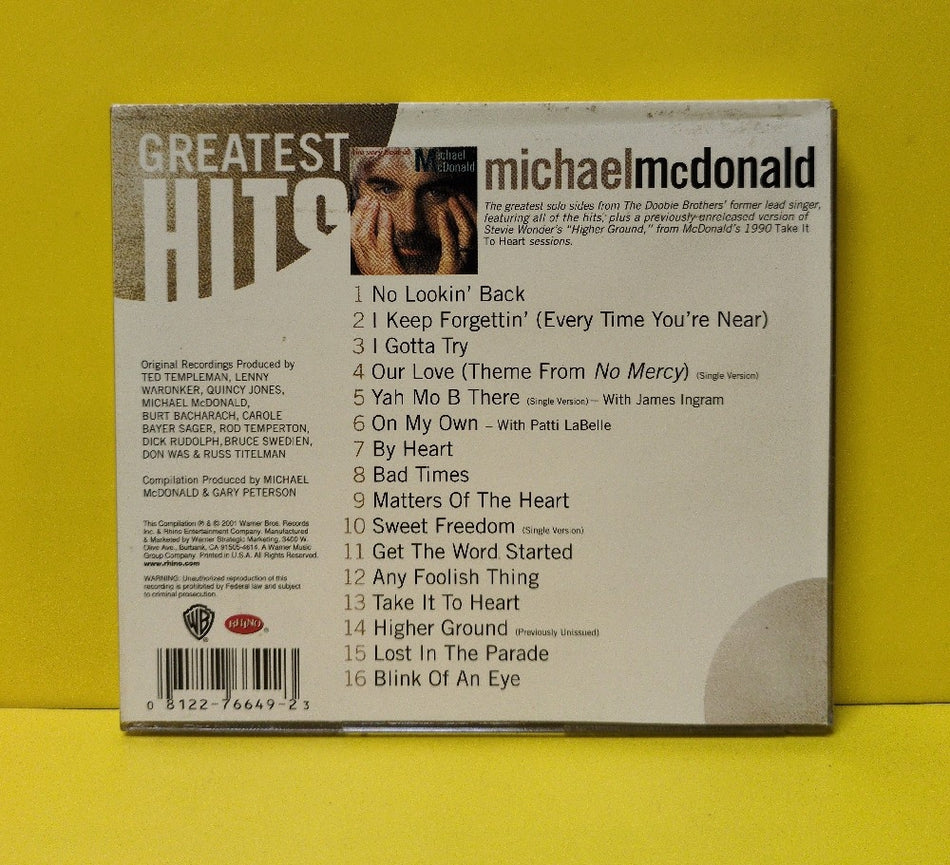 GREATEST
HITS
the very best of
Michael
McDonald
michaelmcdonald
The greatest solo sides from The Doobie Brothers' former lead singer,
featuring all of the hits, plus a previously-unreleased version of
Stevie Wonder's "Higher Ground," from McDonald's 1990 Take It
To Heart sessions.
1 No Lookin' Back
2 I Keep Forgettin' (Every Time You're Near)
3 I Gotta Try
4 Our Love (Theme From No Mercy) (Single Version)
5 Yah Mo B There (Single Version) – With James Ingram
6 On My Own – With Patti LaBelle
7 By Heart
8 Bad Times
9 Matters Of The Heart
10 Sweet Freedom (Single Version)
11 Get The Word Started
12 Any Foolish Thing
13 Take It To Heart
14 Higher Ground (Previously Unissued)
15 Lost In The Parade
16 Blink Of An Eye
Original Recordings Produced by
TED TEMPLEMAN, LENNY
WARONKER, QUINCY JONES,
MICHAEL McDONALD,
BURT BACHARACH, CAROLE
BAYER SAGER, ROD TEMPERTON,
DICK RUDOLPH, BRUCE SWEDIEN,
DON WAS & RUSS TITELMAN
Compilation Produced by MICHAEL
McDONALD & GARY PETERSON
This Compilation ℗ & © 2001 Warner Bros. Records
Inc. & Rhino Entertainment Company. Manufactured
& Marketed by Warner Strategic Marketing, 3400 W.
Olive Ave., Burbank, CA 91505-4614. A Warner Music
Group Company. Printed in U.S.A. All Rights Reserved.
www.rhino.com
WARNING: Unauthorized reproduction of this
recording is prohibited by Federal law and subject
to criminal prosecution.
WB
RHINO
0 8122-76649-2 3